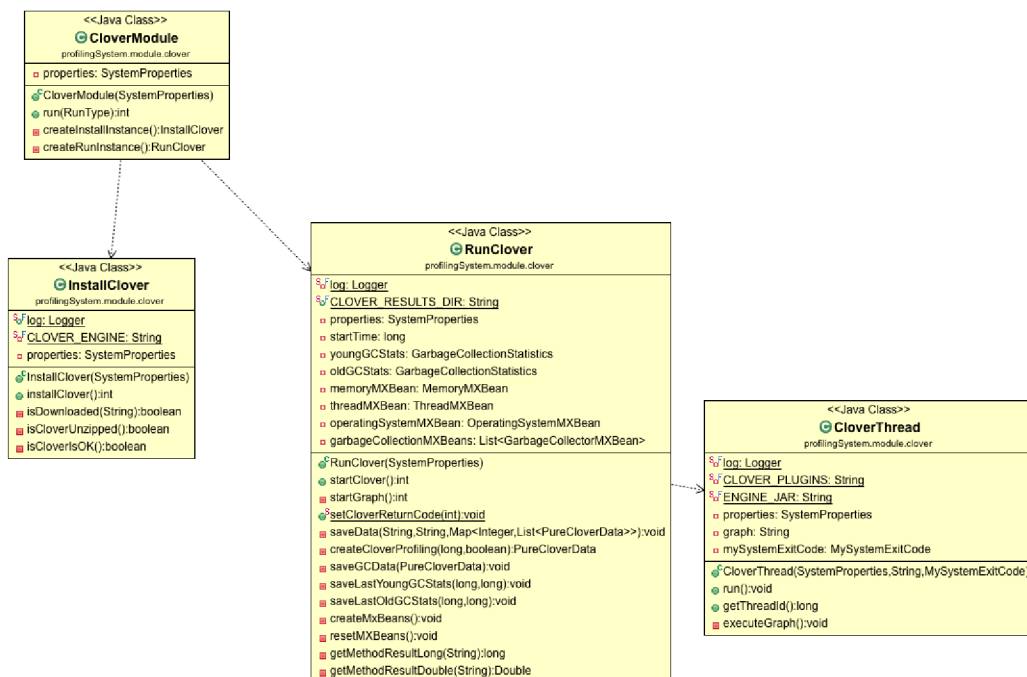 <<Java Class>>
CloverModule
profilingSystem.module.clover
properties: SystemProperties
CloverModule(SystemProperties)
run(RunType):int
createInstallInstance():InstallClover
createRunInstance():RunClover
<<Java Class>>
InstallClover
profilingSystem.module.clover
log: Logger
CLOVER_ENGINE: String
properties: SystemProperties
InstallClover(SystemProperties)
installClover():int
isDownloaded(String):boolean
isCloverUnzipped():boolean
isCloverIsOK():boolean
<<Java Class>>
RunClover
profilingSystem.module.clover
log: Logger
CLOVER_RESULTS_DIR: String
properties: SystemProperties
startTime: long
youngGCStats: GarbageCollectionStatistics
oldGCStats: GarbageCollectionStatistics
memoryMXBean: MemoryMXBean
threadMXBean: ThreadMXBean
operatingSystemMXBean: OperatingSystemMXBean
garbageCollectionMXBeans: List<GarbageCollectorMXBean>
RunClover(SystemProperties)
startClover():int
startGraph():int
setCloverReturnCode(int):void
saveData(String,String,Map<Integer,List<PureCloverData>>):void
createCloverProfiling(long,boolean):PureCloverData
saveGCData(PureCloverData):void
saveLastYoungGCStats(long,long):void
saveLastOldGCStats(long,long):void
createMxBeans():void
resetMXBeans():void
getMethodResultLong(String):long
getMethodResultDouble(String):Double
<<Java Class>>
CloverThread
profilingSystem.module.clover
log: Logger
CLOVER_PLUGINS: String
ENGINE_JAR: String
properties: SystemProperties
graph: String
mySystemExitCode: MySystemExitCode
CloverThread(SystemProperties,String,MySystemExitCode)
run():void
getThreadId():long
executeGraph():void